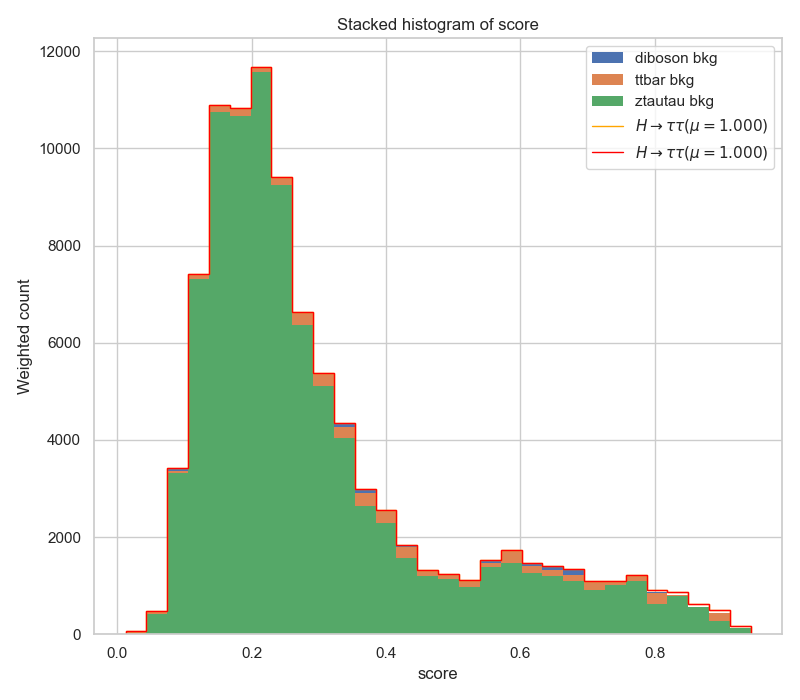 Stacked histogram of score
diboson bkg
ttbar bkg
ztautau bkg
H → ττ(μ = 1.000)
H → ττ(μ = 1.000)
12000
10000
8000
6000
4000
2000
0
Weighted count
0.0 0.2 0.4 0.6 0.8
score